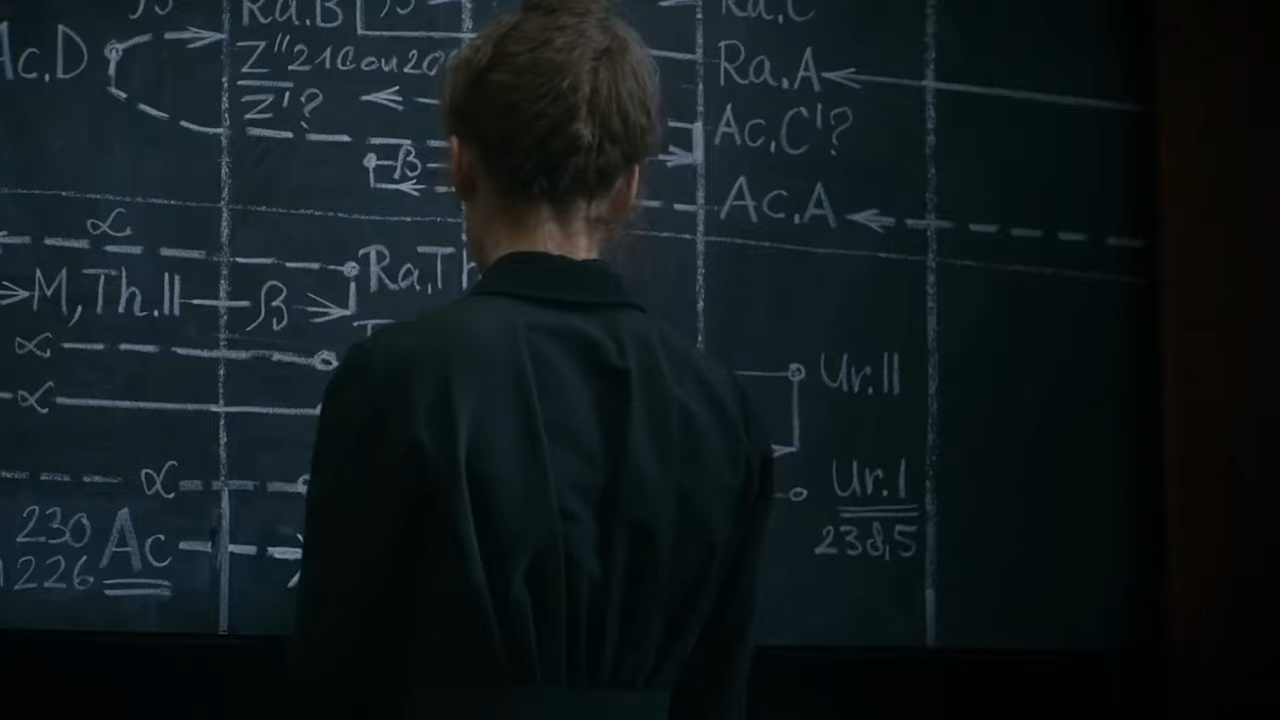 β Ra.B β Ra.C
Ac.D Z" 210 ou 20 Ra.A
Z'? Ac.C'?
β
α Ac.A
M,Th.II β Ra,Th
α Ur.II
α
α Ur.I
230 Ac 238,5
226